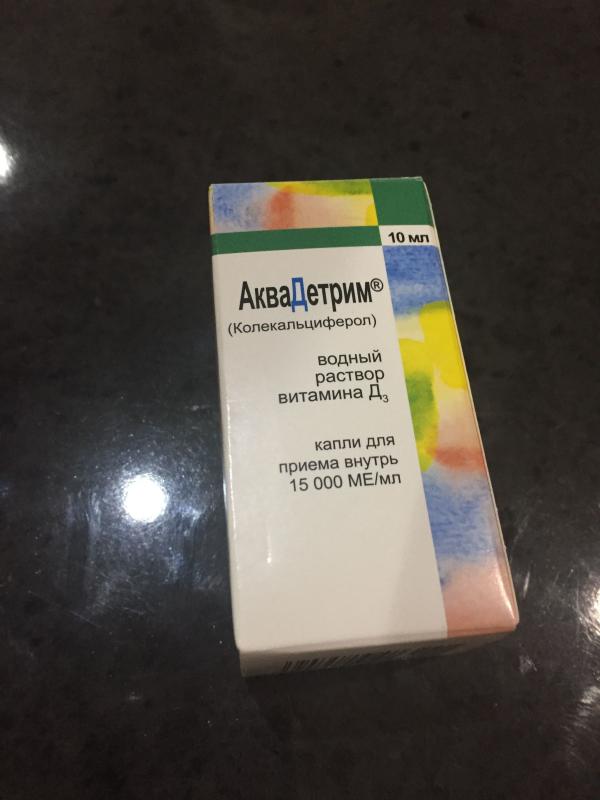 10 мл
АкваДетрим®
(Колекальциферол)
водный
раствор
витамина Д₃
капли для
приема внутрь
15 000 МЕ/мл